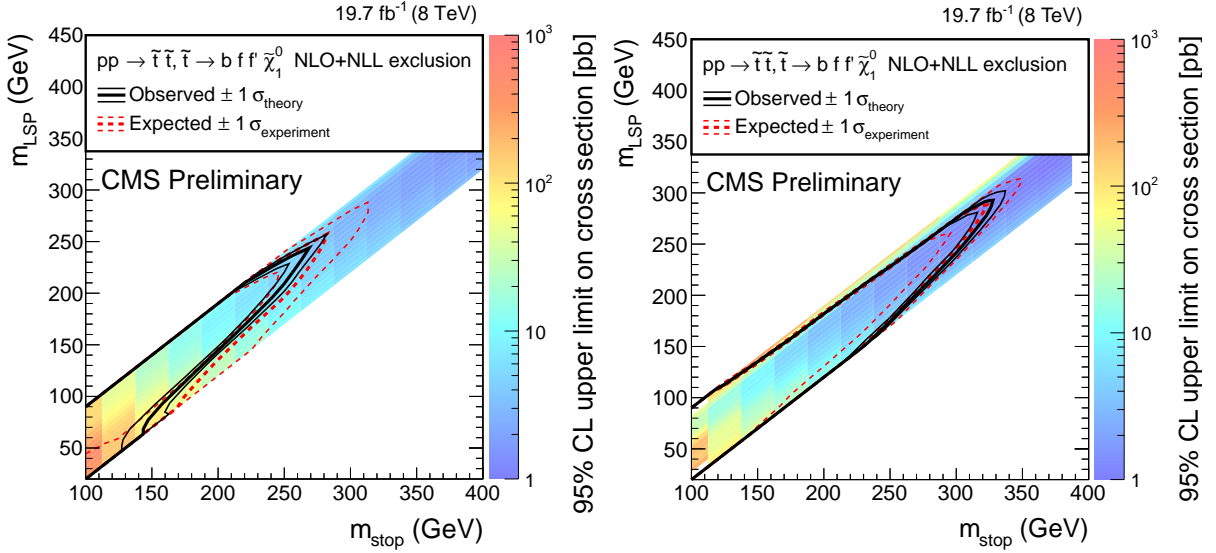 19.7 fb⁻¹ (8 TeV)
pp → t̃ t̃, t̃ → b f f' χ̃₁⁰ NLO+NLL exclusion
Observed ± 1 σ_theory
Expected ± 1 σ_experiment
CMS Preliminary
m_LSP (GeV)
450
400
350
300
250
200
150
100
50
100 150 200 250 300 350 400
m_stop (GeV)
10³
10²
10
1
95% CL upper limit on cross section [pb]
19.7 fb⁻¹ (8 TeV)
pp → t̃ t̃, t̃ → b f f' χ̃₁⁰ NLO+NLL exclusion
Observed ± 1 σ_theory
Expected ± 1 σ_experiment
CMS Preliminary
m_LSP (GeV)
450
400
350
300
250
200
150
100
50
100 150 200 250 300 350 400
m_stop (GeV)
10³
10²
10
1
95% CL upper limit on cross section [pb]